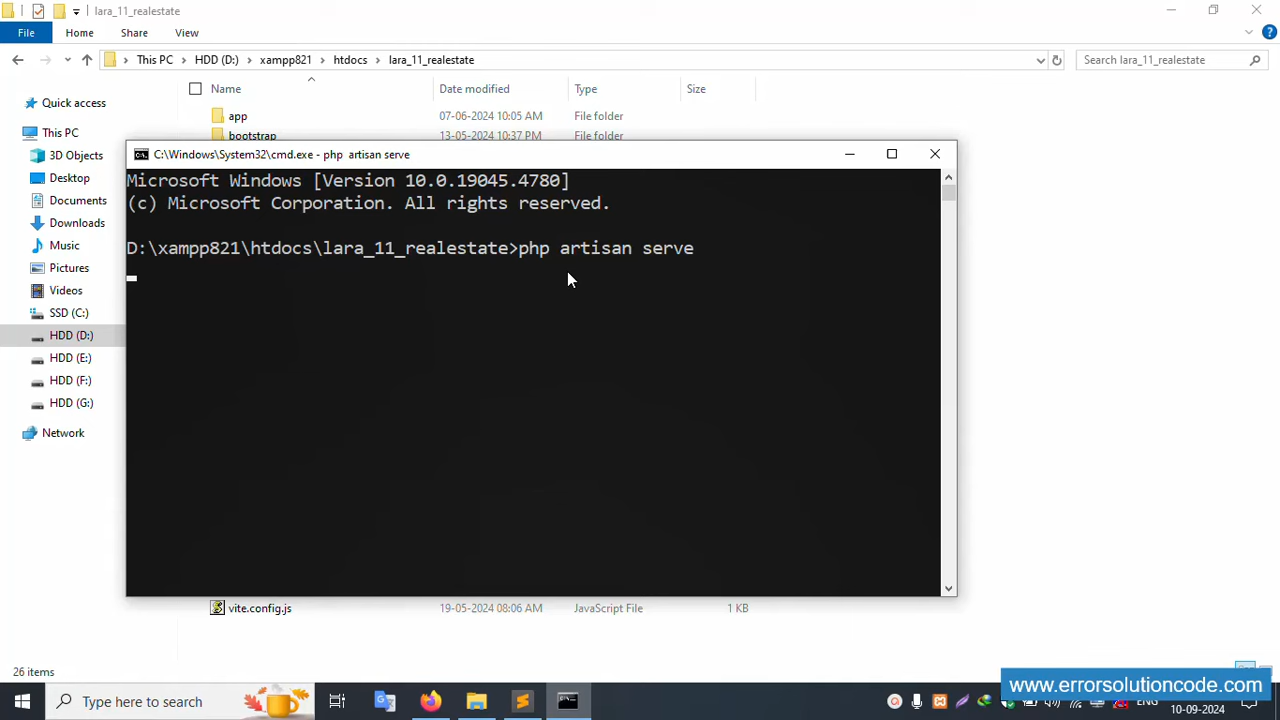 lara_11_realestate
File
Home
Share
View
This PC
HDD (D:)
xampp821
htdocs
lara_11_realestate
Search lara_11_realestate
Name
Date modified
Type
Size
Quick access
This PC
3D Objects
Desktop
Documents
Downloads
Music
Pictures
Videos
SSD (C:)
HDD (D:)
HDD (E:)
HDD (F:)
HDD (G:)
Network
app
07-06-2024 10:05 AM
File folder
bootstrap
13-05-2024 10:37 PM
File folder
C:\Windows\System32\cmd.exe - php artisan serve
Microsoft Windows [Version 10.0.19045.4780]
(c) Microsoft Corporation. All rights reserved.
D:\xampp821\htdocs\lara_11_realestate>php artisan serve
vite.config.js
19-05-2024 08:06 AM
JavaScript File
1 KB
26 items
www.errorsolutioncode.com
Type here to search
ENG
10-09-2024